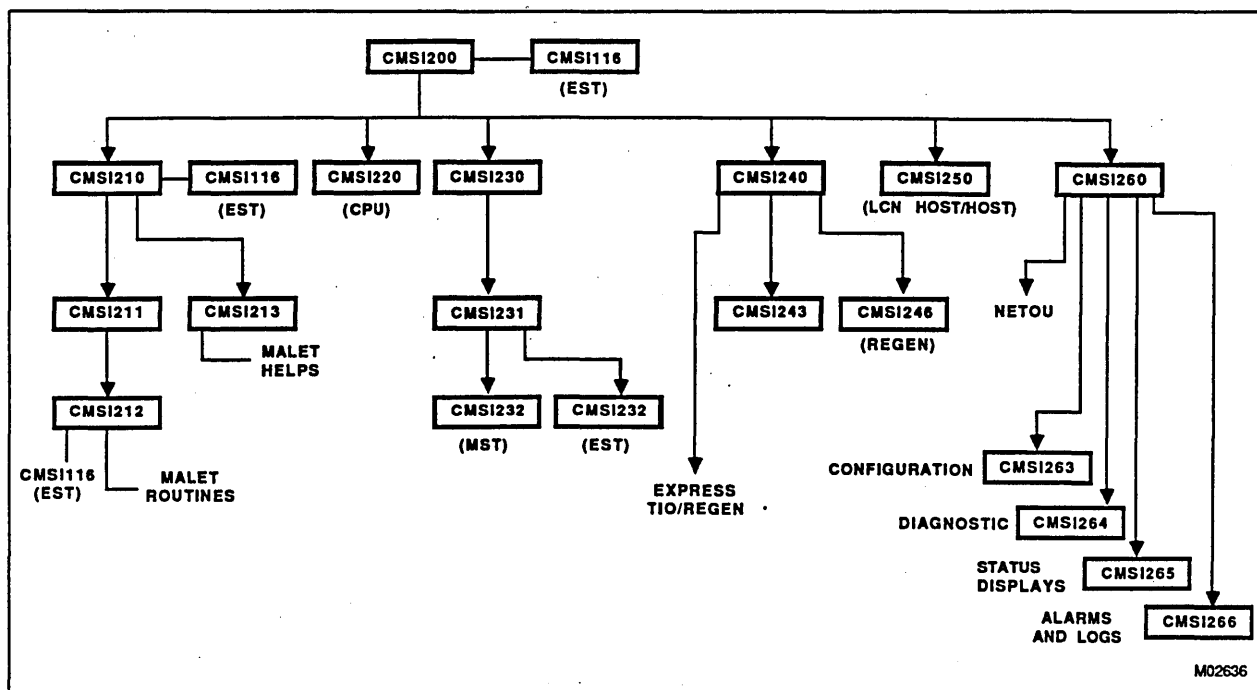 CMSI200
CMSI116
(EST)
CMSI210
CMSI116
(EST)
CMSI220
(CPU)
CMSI230
CMSI240
CMSI250
(LCN HOST/HOST)
CMSI260
CMSI211
CMSI213
MALET
HELPS
CMSI231
CMSI243
CMSI246
(REGEN)
NETOU
CMSI212
CMSI116
(EST)
MALET
ROUTINES
CMSI232
(MST)
CMSI232
(EST)
EXPRESS
TIO/REGEN
CONFIGURATION
CMSI263
DIAGNOSTIC
CMSI264
STATUS
DISPLAYS
CMSI265
ALARMS
AND LOGS
CMSI266
M02636